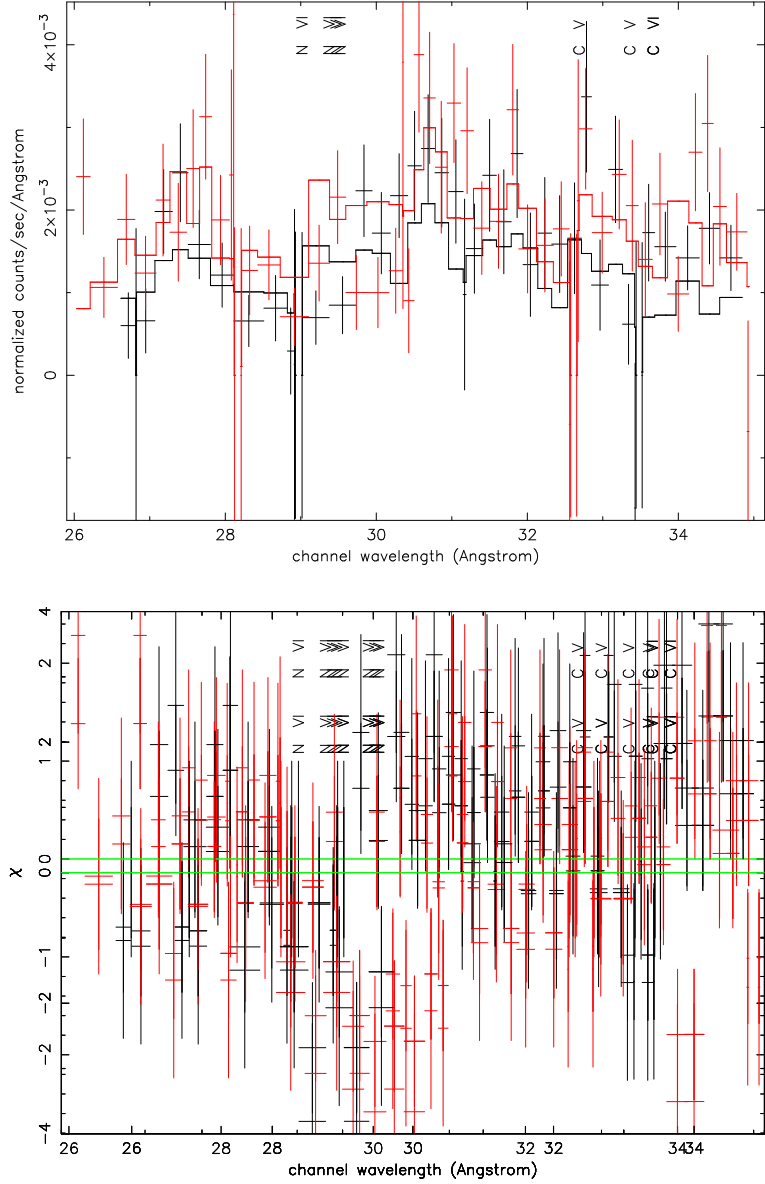 4×10⁻³
2×10⁻³
0
normalized counts/sec/Angstrom
N VI
C V
C V
C VI
26 28 30 32 34
channel wavelength (Angstrom)
4
2
1 2
0 0
-1
-2
-2
-4
χ
N VI
C V
C V
C V
N VI
C V
C V
C V
26 26 28 28 30 30 32 32 34 34
channel wavelength (Angstrom)